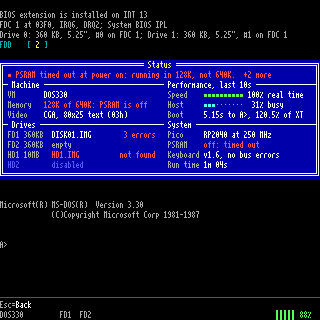 BIOS extension is installed on INT 13
FDC 1 at 03F0, IRQ6, DRQ2; System BIOS IPL
Drive 0: 360 KB, 5.25", №0 on FDC 1; Drive 1: 360 KB, 5.25", №1 on FDC 1
FDD [ 2 ]
Status
PSRAM timed out at power on: running in 128K, not 640K. +2 more
Machine
VM DOS330
Memory 128K of 640K: PSRAM is off
Video CGA, 80x25 text (03h)
Performance, last 10s
Speed 100% real time
Host 31% busy
Boot 5.15s to A>, 120.5% of XT
Drives
FD1 360KB DISK01.IMG 3 errors
FD2 360KB empty
HD1 10MB HD1.IMG not found
HD2 disabled
System
Pico RP2040 at 250 MHz
PSRAM off: timed out
Keyboard v1.6, no bus errors
Run time 1m 04s
Microsoft(R) MS-DOS(R) Version 3.30
(C)Copyright Microsoft Corp 1981-1987
A>
Esc=Back
DOS330 FD1 FD2 88%